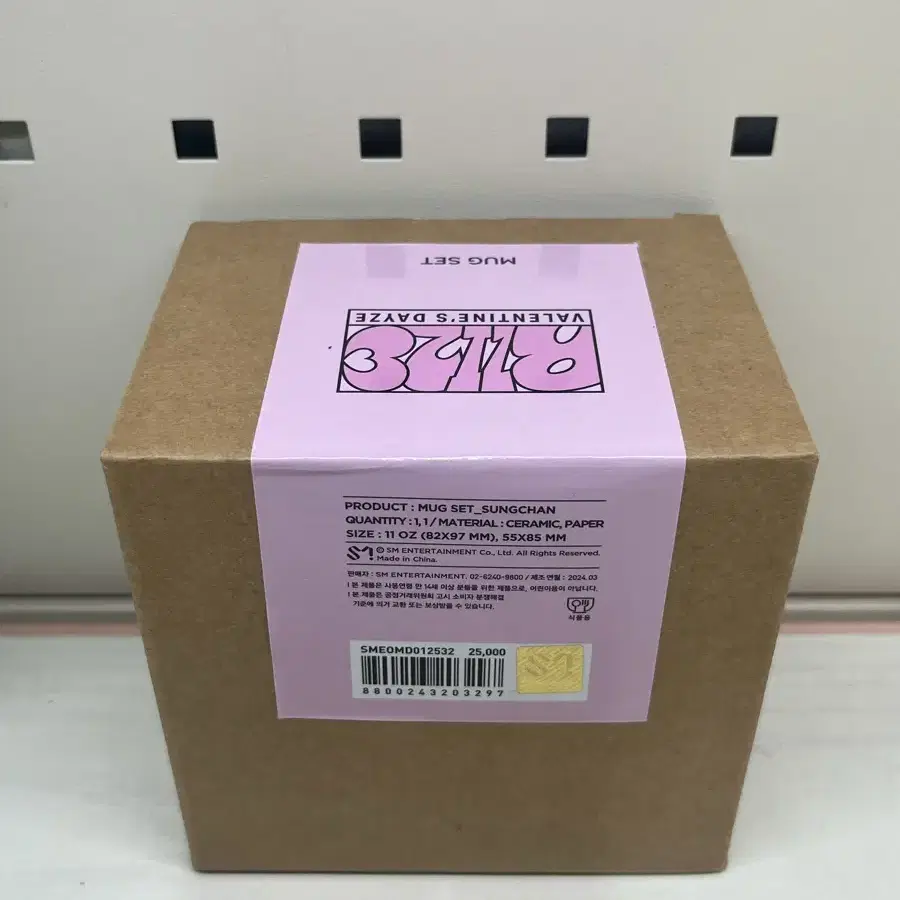 MUG SET
VALENTINE'S DAYZE
RIIZE
PRODUCT : MUG SET_SUNGCHAN
QUANTITY : 1, 1 / MATERIAL : CERAMIC, PAPER
SIZE : 11 OZ (82X97 MM), 55X85 MM
SM! © SM ENTERTAINMENT Co., Ltd. All Rights Reserved.
Made in China.
판매자 : SM ENTERTAINMENT. 02-6240-9800 / 제조 연월 : 2024.03
! 본 제품은 사용연령 만 14세 이상 분들을 위한 제품으로, 어린이용이 아닙니다.
! 본 제품은 공정거래위원회 고시 소비자 분쟁해결
기준에 의거 교환 또는 보상받을 수 있습니다.
식품용
SMEOMD012532 25,000
8800243203297
SM